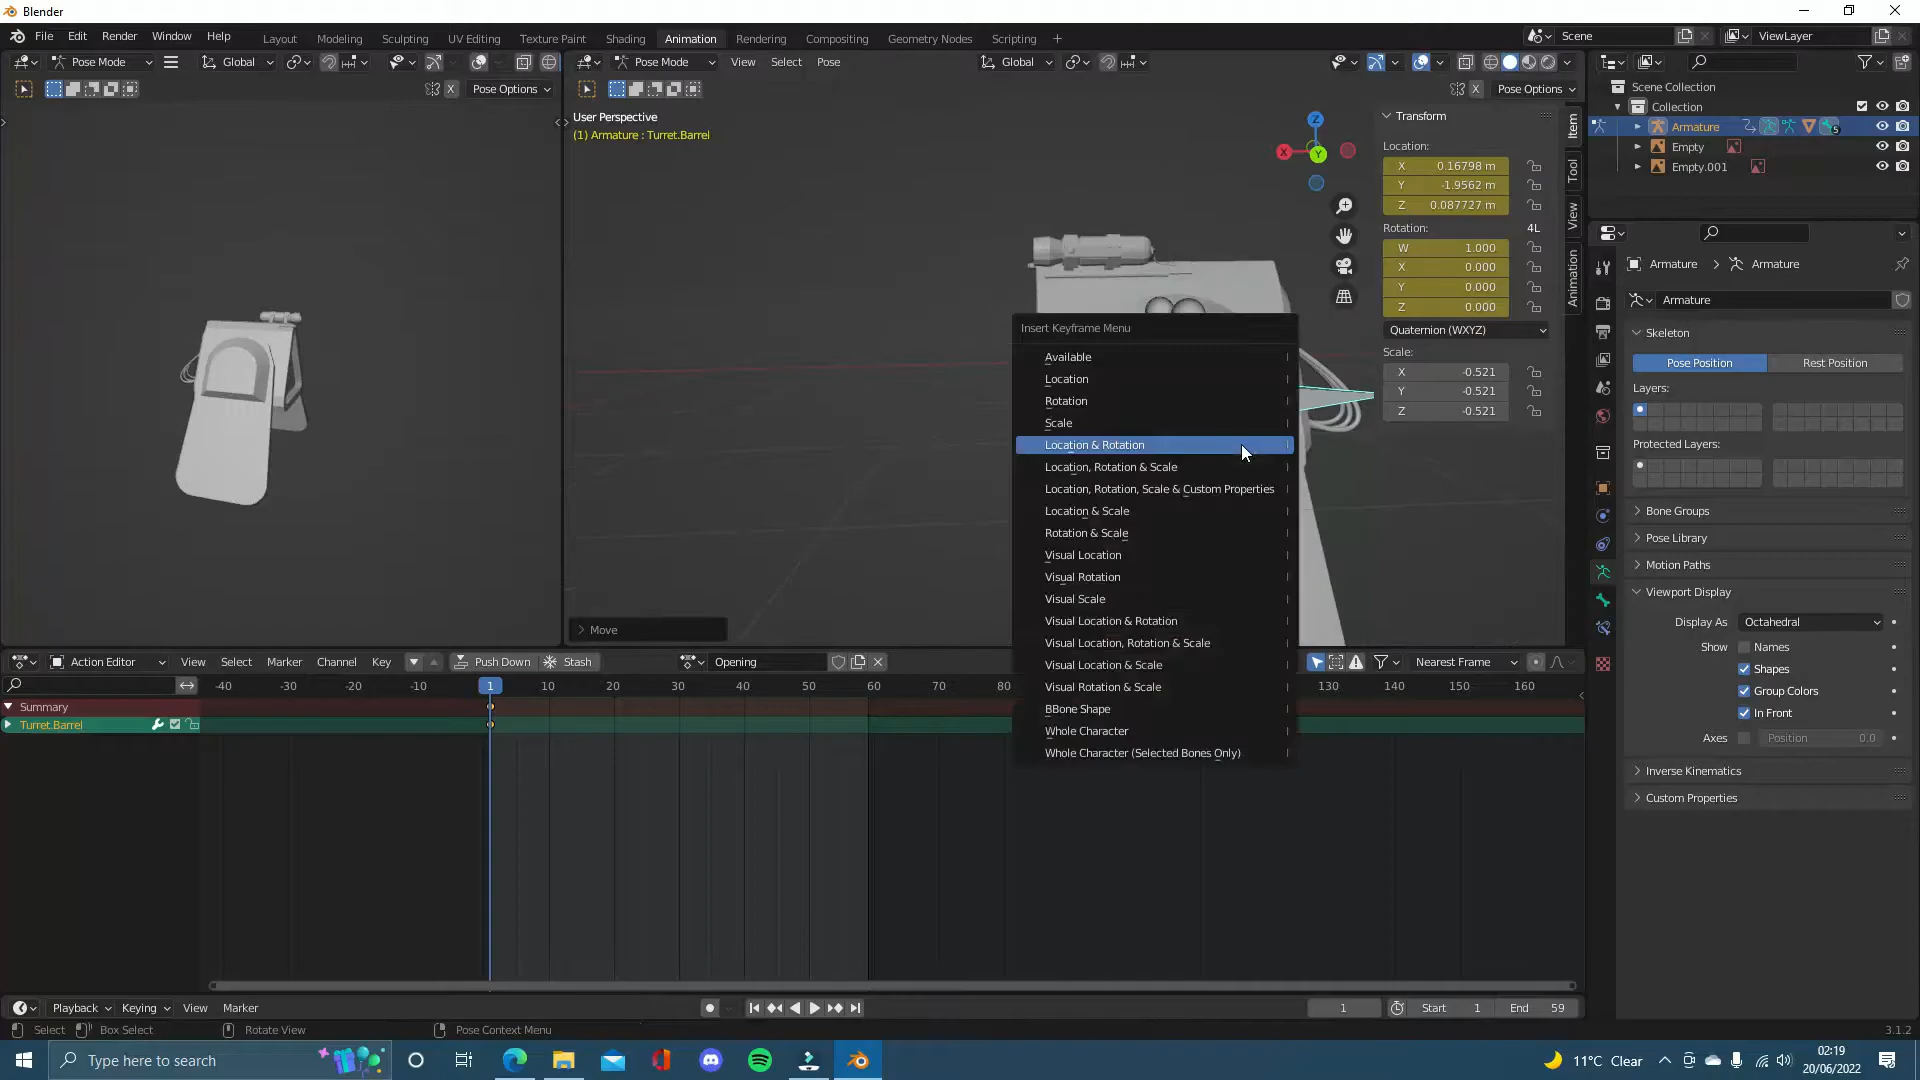 Blender
File Edit Render Window Help
Layout Modeling Sculpting UV Editing Texture Paint Shading Animation Rendering Compositing Geometry Nodes Scripting +
Scene
ViewLayer
Pose Mode Global
Pose Mode View Select Pose Global
Pose Options
X Pose Options
User Perspective
(1) Armature : Turret.Barrel
Z
X
Y
Transform
Location:
X 0.16798 m
Y -1.9562 m
Z 0.087727 m
Rotation: 4L
W 1.000
X 0.000
Y 0.000
Z 0.000
Quaternion (WXYZ)
Scale:
X -0.521
Y -0.521
Z -0.521
Item
Tool
View
Animation
Scene Collection
Collection
Armature 5
Empty
Empty.001
Armature > Armature
Armature
Skeleton
Pose Position Rest Position
Layers:
Protected Layers:
Bone Groups
Pose Library
Motion Paths
Viewport Display
Display As Octahedral
Show Names
Shapes
Group Colors
In Front
Axes Position 0.0
Inverse Kinematics
Custom Properties
Insert Keyframe Menu
Available I
Location I
Rotation I
Scale I
Location & Rotation I
Location, Rotation & Scale I
Location, Rotation, Scale & Custom Properties I
Location & Scale I
Rotation & Scale I
Visual Location I
Visual Rotation I
Visual Scale I
Visual Location & Rotation I
Visual Location, Rotation & Scale I
Visual Location & Scale I
Visual Rotation & Scale I
BBone Shape I
Whole Character I
Whole Character (Selected Bones Only) I
Move
Action Editor View Select Marker Channel Key Push Down Stash Opening Nearest Frame
-40 -30 -20 -10 1 10 20 30 40 50 60 70 80 130 140 150 160
Summary
Turret.Barrel
Playback Keying View Marker 1 Start 1 End 59
Select Box Select Rotate View Pose Context Menu 3.1.2
Type here to search
11°C Clear
02:19
20/06/2022